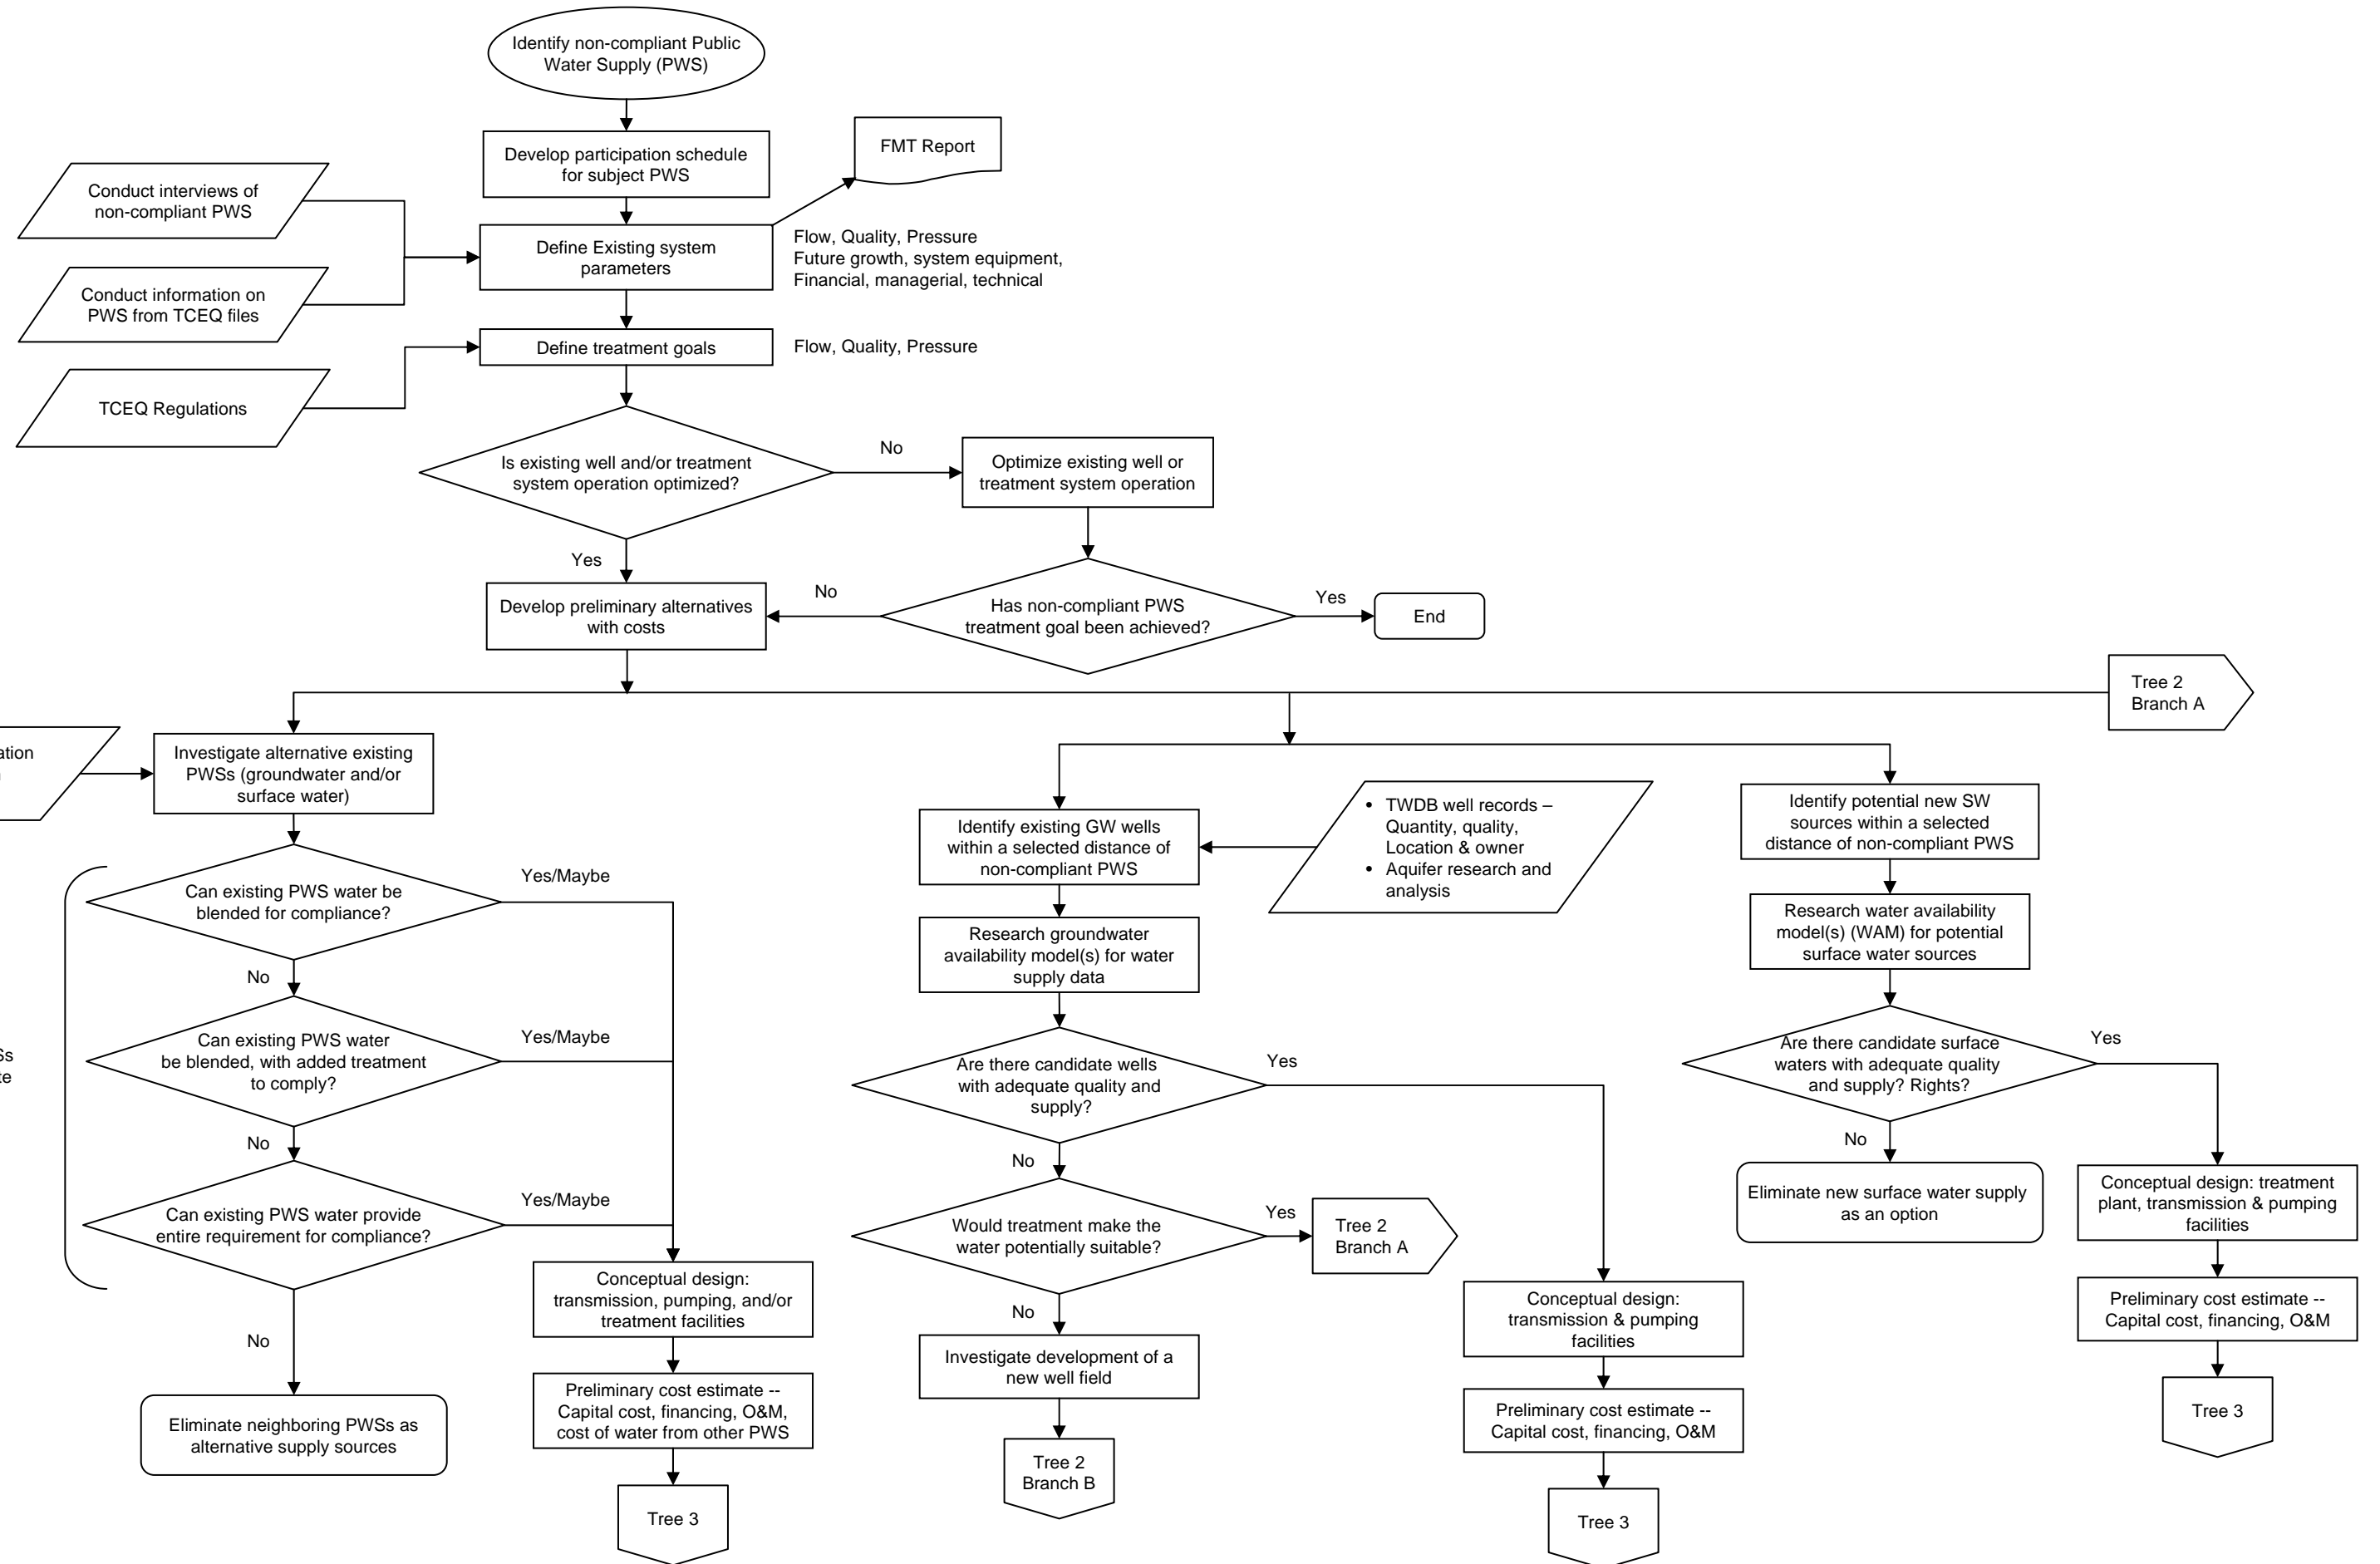 Identify non-compliant Public
Water Supply (PWS)
Develop participation schedule
for subject PWS
FMT Report
Conduct interviews of
non-compliant PWS
Define Existing system
parameters
Flow, Quality, Pressure
Future growth, system equipment,
Financial, managerial, technical
Conduct information on
PWS from TCEQ files
Define treatment goals
Flow, Quality, Pressure
TCEQ Regulations
Is existing well and/or treatment
system operation optimized?
No
Optimize existing well or
treatment system operation
Yes
Develop preliminary alternatives
with costs
No
Has non-compliant PWS
treatment goal been achieved?
Yes
End
Tree 2
Branch A
Investigate alternative existing
PWSs (groundwater and/or
surface water)
Can existing PWS water be
blended for compliance?
Yes/Maybe
No
Can existing PWS water
be blended, with added treatment
to comply?
Yes/Maybe
No
Can existing PWS water provide
entire requirement for compliance?
Yes/Maybe
No
Eliminate neighboring PWSs as
alternative supply sources
Conceptual design:
transmission, pumping, and/or
treatment facilities
Preliminary cost estimate --
Capital cost, financing, O&M,
cost of water from other PWS
Tree 3
Identify existing GW wells
within a selected distance of
non-compliant PWS
• TWDB well records –
Quantity, quality,
Location & owner
• Aquifer research and
analysis
Research groundwater
availability model(s) for water
supply data
Are there candidate wells
with adequate quality and
supply?
Yes
No
Would treatment make the
water potentially suitable?
Yes
Tree 2
Branch A
No
Investigate development of a
new well field
Tree 2
Branch B
Conceptual design:
transmission & pumping
facilities
Preliminary cost estimate --
Capital cost, financing, O&M
Tree 3
Identify potential new SW
sources within a selected
distance of non-compliant PWS
Research water availability
model(s) (WAM) for potential
surface water sources
Are there candidate surface
waters with adequate quality
and supply? Rights?
Yes
No
Eliminate new surface water supply
as an option
Conceptual design: treatment
plant, transmission & pumping
facilities
Preliminary cost estimate --
Capital cost, financing, O&M
Tree 3